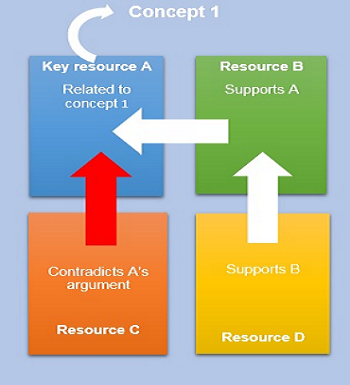 Concept 1
Key resource A
Related to
concept 1
Resource B
Supports A
Contradicts A's
argument
Resource C
Supports B
Resource D